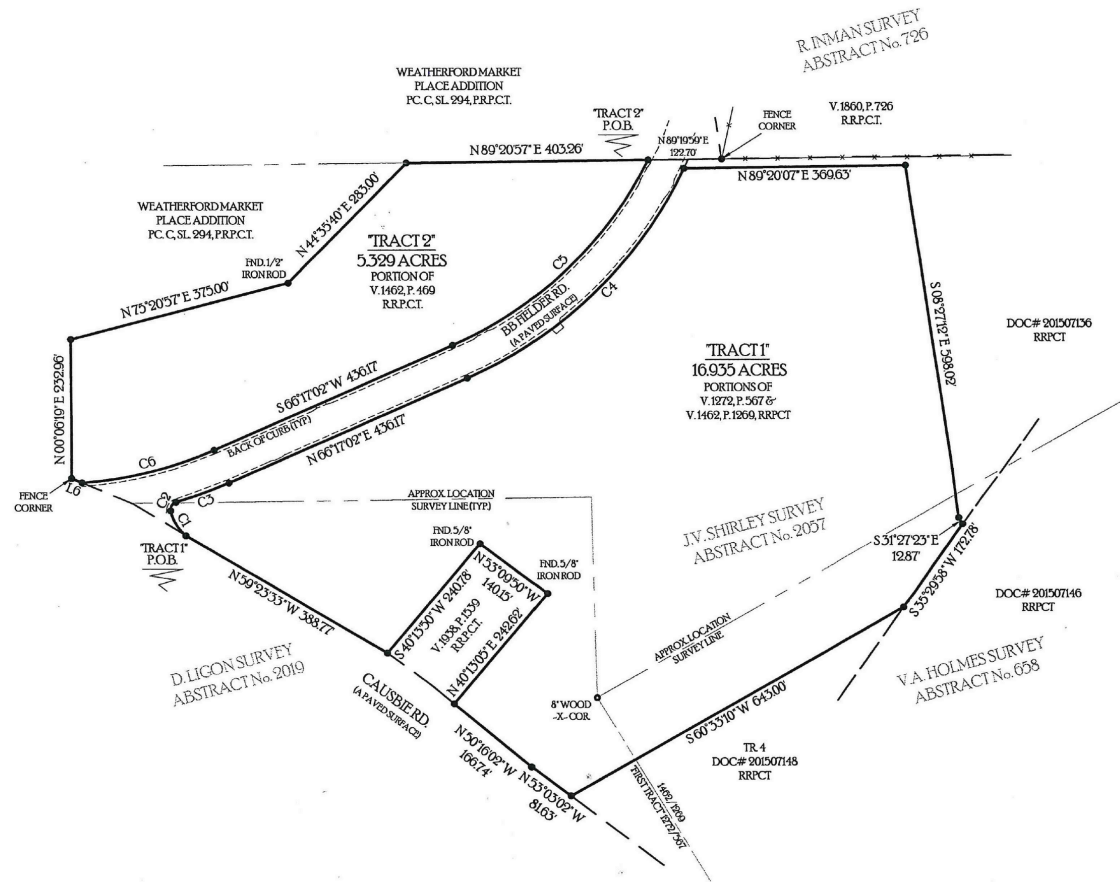 R. INMAN SURVEY
ABSTRACT No. 726
WEATHERFORD MARKET
PLACE ADDITION
PC. C, SL. 294, P.R.P.C.T.
"TRACT 2"
P.O.B.
FENCE
CORNER
V. 1860, P. 726
R.R.P.C.T.
N 89°19'59" E
122.70'
N 89°20'57" E 403.26'
N 89°20'07" E 369.63'
WEATHERFORD MARKET
PLACE ADDITION
PC. C, SL. 294, P.R.P.C.T.
N 44°35'40" E 283.00'
FND. 1/2"
IRON ROD
N 75°20'57" E 375.00'
"TRACT 2"
5.329 ACRES
PORTION OF
V. 1462, P. 469
R.R.P.C.T.
C5
C4
BB FIELDER RD.
(A PAVED SURFACE)
S 08°27'12" E 598.02'
DOC# 201507136
RRPCT
"TRACT 1"
16.935 ACRES
PORTIONS OF
V. 1272, P. 567 &
V. 1462, P. 1269, RRPCT
N 00°06'19" E 232.96'
S 66°17'02" W 436.17'
BACK OF CURB (TYP.)
N 66°17'02" E 436.17'
C6
L6
FENCE
CORNER
C2
C3
C1
"TRACT 1"
P.O.B.
APPROX. LOCATION
SURVEY LINE (TYP.)
J.V. SHIRLEY SURVEY
ABSTRACT No. 2057
S 31°27'23" E
12.87'
S 35°29'58" W 172.78'
FND. 5/8"
IRON ROD
FND. 5/8"
IRON ROD
N 53°09'50" W
140.15'
S 40°13'50" W 240.78'
V. 1938, P. 1539
R.R.P.C.T.
N 40°13'05" E 242.62'
N 59°23'33" W 388.77'
DOC# 201507146
RRPCT
APPROX. LOCATION
SURVEY LINE
D. LIGON SURVEY
ABSTRACT No. 2019
CAUSBIE RD.
(A PAVED SURFACE)
V.A. HOLMES SURVEY
ABSTRACT No. 658
8" WOOD
-X- COR.
S 60°33'10" W 643.00'
N 50°16'02" W
166.74'
N 53°03'02" W
81.63'
TR. 4
DOC# 201507148
RRPCT
1462/1269
"FIRST TRACT" 1272/567